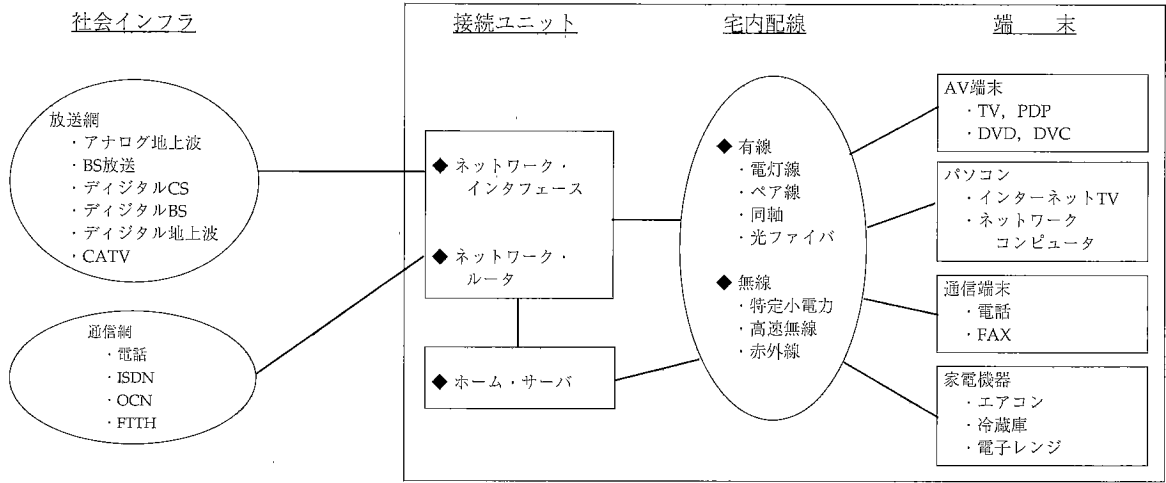 社会インフラ
接続ユニット
宅内配線
端 末
放送網
・アナログ地上波
・BS放送
・ディジタルCS
・ディジタルBS
・ディジタル地上波
・CATV
通信網
・電話
・ISDN
・OCN
・FTTH
◆ ネットワーク・
インタフェース
◆ ネットワーク・
ルータ
◆ ホーム・サーバ
◆ 有線
・電灯線
・ペア線
・同軸
・光ファイバ
◆ 無線
・特定小電力
・高速無線
・赤外線
AV端末
・TV, PDP
・DVD, DVC
パソコン
・インターネットTV
・ネットワーク
コンピュータ
通信端末
・電話
・FAX
家電機器
・エアコン
・冷蔵庫
・電子レンジ